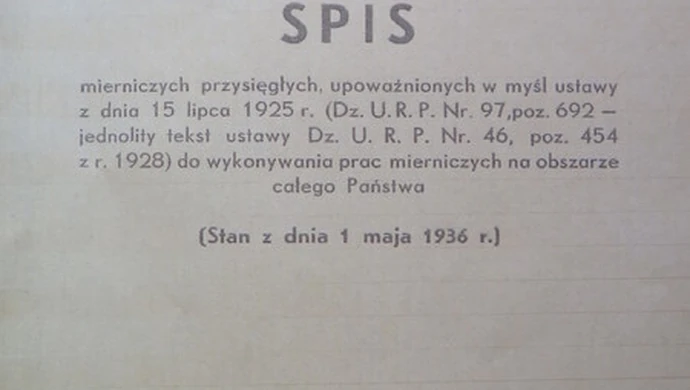 SPIS
mierniczych przysięgłych, upoważnionych w myśl ustawy
z dnia 15 lipca 1925 r. (Dz. U. R. P. Nr. 97, poz. 692 —
jednolity tekst ustawy Dz. U. R. P. Nr. 46, poz. 454
z r. 1928) do wykonywania prac mierniczych na obszarze
całego Państwa
(Stan z dnia 1 maja 1936 r.)